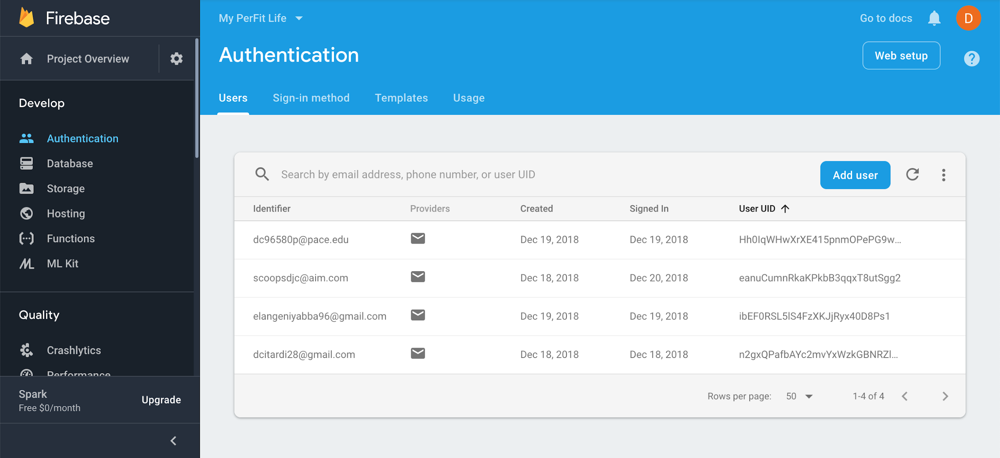 Firebase
Project Overview
Develop
Authentication
Database
Storage
Hosting
Functions
ML Kit
Quality
Crashlytics
Performance
Spark
Free $0/month
Upgrade
My PerFit Life
Go to docs
D
Authentication
Web setup
?
Users Sign-in method Templates Usage
Search by email address, phone number, or user UID
Add user
Identifier Providers Created Signed In User UID
dc96580p@pace.edu Dec 19, 2018 Dec 19, 2018 Hh0IqWHwXrXE415pnmOPePG9w...
scoopsdjc@aim.com Dec 18, 2018 Dec 20, 2018 eanuCumnRkaKPkbB3qqxT8utSgg2
elangeniyabba96@gmail.com Dec 19, 2018 Dec 19, 2018 ibEF0RSL5lS4FzXKJjRyx40D8Ps1
dcitardi28@gmail.com Dec 18, 2018 Dec 18, 2018 n2gxQPafbAYc2mvYxWzkGBNRZl...
Rows per page: 50 1-4 of 4